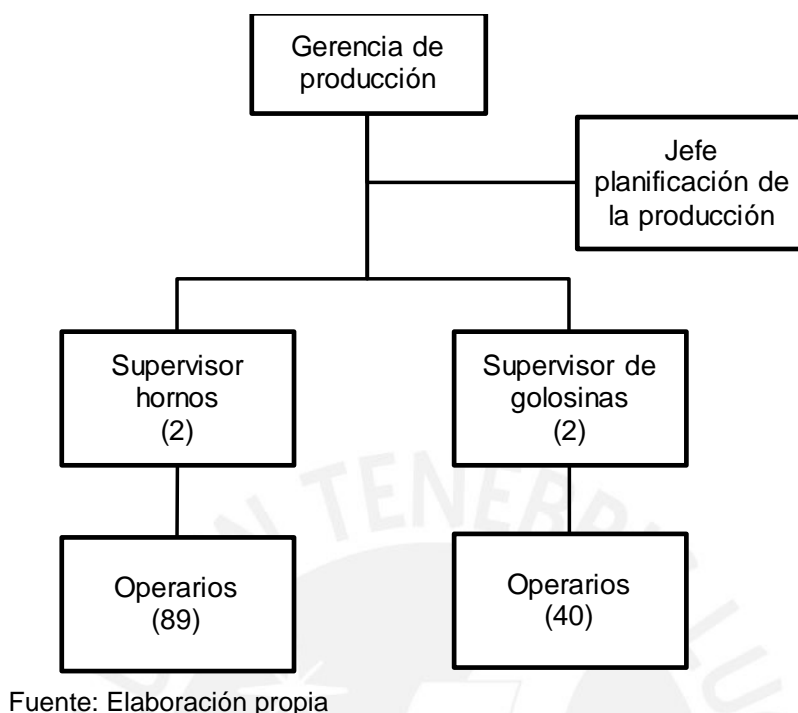 Gerencia de
producción
Jefe
planificación de
la producción
Supervisor
hornos
(2)
Supervisor de
golosinas
(2)
Operarios
(89)
Operarios
(40)
Fuente: Elaboración propia